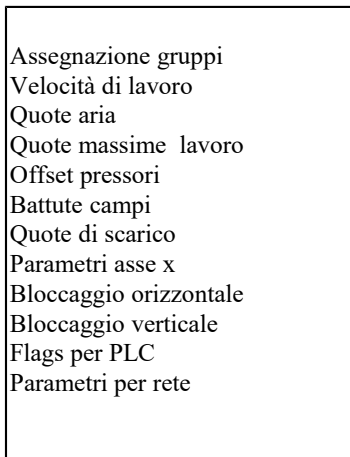 Assegnazione gruppi
Velocità di lavoro
Quote aria
Quote massime  lavoro
Offset pressori
Battute campi
Quote di scarico
Parametri asse x
Bloccaggio orizzontale
Bloccaggio verticale
Flags per PLC
Parametri per rete